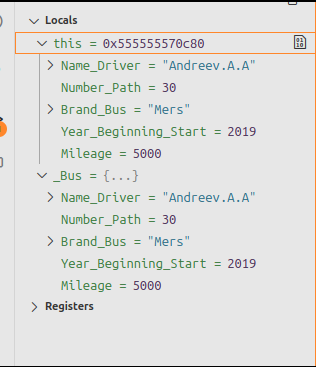 Locals
this = 0x555555570c80
Name_Driver = "Andreev.A.A"
Number_Path = 30
Brand_Bus = "Mers"
Year_Beginning_Start = 2019
Mileage = 5000
_Bus = {...}
Name_Driver = "Andreev.A.A"
Number_Path = 30
Brand_Bus = "Mers"
Year_Beginning_Start = 2019
Mileage = 5000
Registers